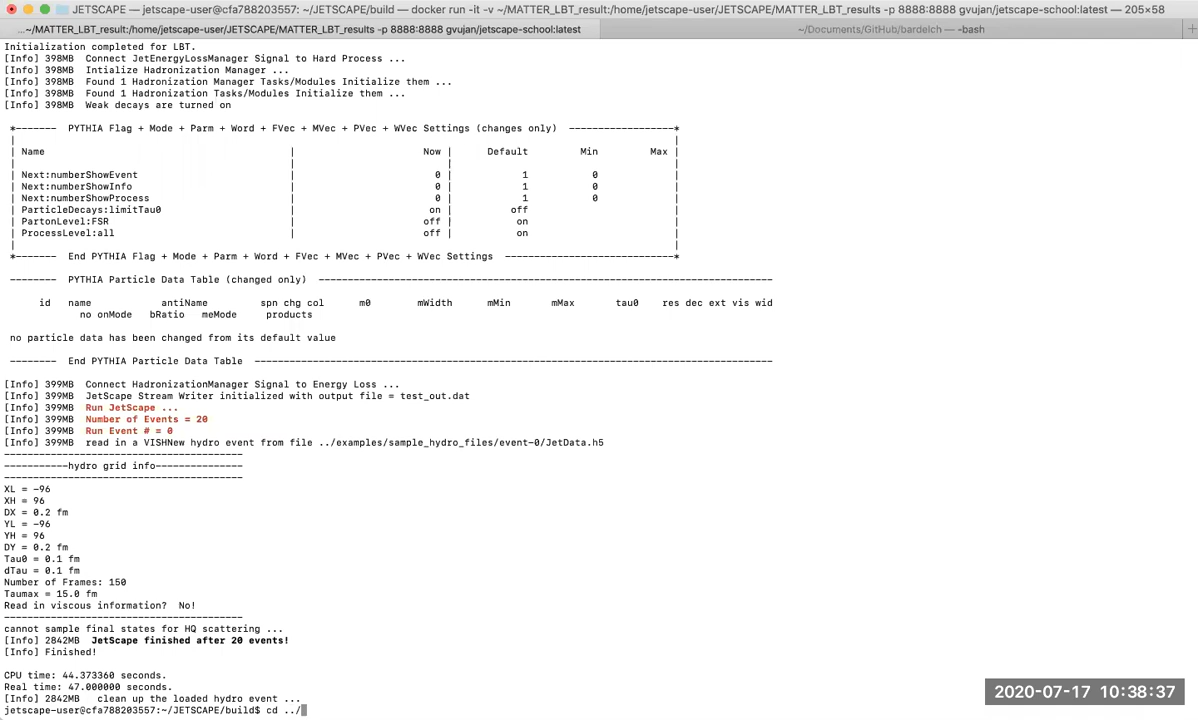 JETSCAPE — jetscape-user@cfa788203557: ~/JETSCAPE/build — docker run -it -v ~/MATTER_LBT_result:/home/jetscape-user/JETSCAPE/MATTER_LBT_results -p 8888:8888 gvujan/jetscape-school:latest — 205×58
...~/MATTER_LBT_result:/home/jetscape-user/JETSCAPE/MATTER_LBT_results -p 8888:8888 gvujan/jetscape-school:latest
~/Documents/GitHub/bardelch — -bash
Initialization completed for LBT.
[Info] 398MB  Connect JetEnergyLossManager Signal to Hard Process ...
[Info] 398MB  Intialize Hadronization Manager ...
[Info] 398MB  Found 1 Hadronization Manager Tasks/Modules Initialize them ...
[Info] 398MB  Found 1 Hadronization Tasks/Modules Initialize them ...
[Info] 398MB  Weak decays are turned on
*-------  PYTHIA Flag + Mode + Parm + Word + FVec + MVec + PVec + WVec Settings (changes only)  ------------------*
| Name | Now | Default Min Max |
| Next:numberShowEvent | 0 | 1 0 |
| Next:numberShowInfo | 0 | 1 0 |
| Next:numberShowProcess | 0 | 1 0 |
| ParticleDecays:limitTau0 | on | off |
| PartonLevel:FSR | off | on |
| ProcessLevel:all | off | on |
*-------  End PYTHIA Flag + Mode + Parm + Word + FVec + MVec + PVec + WVec Settings  -----------------------------*
--------  PYTHIA Particle Data Table (changed only)  ------------------------------------------------------------------------------
id name antiName spn chg col m0 mWidth mMin mMax tau0 res dec ext vis wid
no onMode bRatio meMode products
no particle data has been changed from its default value
--------  End PYTHIA Particle Data Table  -----------------------------------------------------------------------------------------
[Info] 399MB  Connect HadronizationManager Signal to Energy Loss ...
[Info] 399MB  JetScape Stream Writer initialized with output file = test_out.dat
[Info] 399MB  Run JetScape ...
[Info] 399MB  Number of Events = 20
[Info] 399MB  Run Event # = 0
[Info] 399MB  read in a VISHNew hydro event from file ../examples/sample_hydro_files/event-0/JetData.h5
-----------------------------------------
-----------hydro grid info---------------
-----------------------------------------
XL = -96
XH = 96
DX = 0.2 fm
YL = -96
YH = 96
DY = 0.2 fm
Tau0 = 0.1 fm
dTau = 0.1 fm
Number of Frames: 150
Taumax = 15.0 fm
Read in viscous information?  No!
-----------------------------------------
cannot sample final states for HQ scattering ...
[Info] 2842MB  JetScape finished after 20 events!
[Info] Finished!
CPU time: 44.373360 seconds.
Real time: 47.000000 seconds.
[Info] 2842MB   clean up the loaded hydro event ...
jetscape-user@cfa788203557:~/JETSCAPE/build$ cd ../
2020-07-17 10:38:37